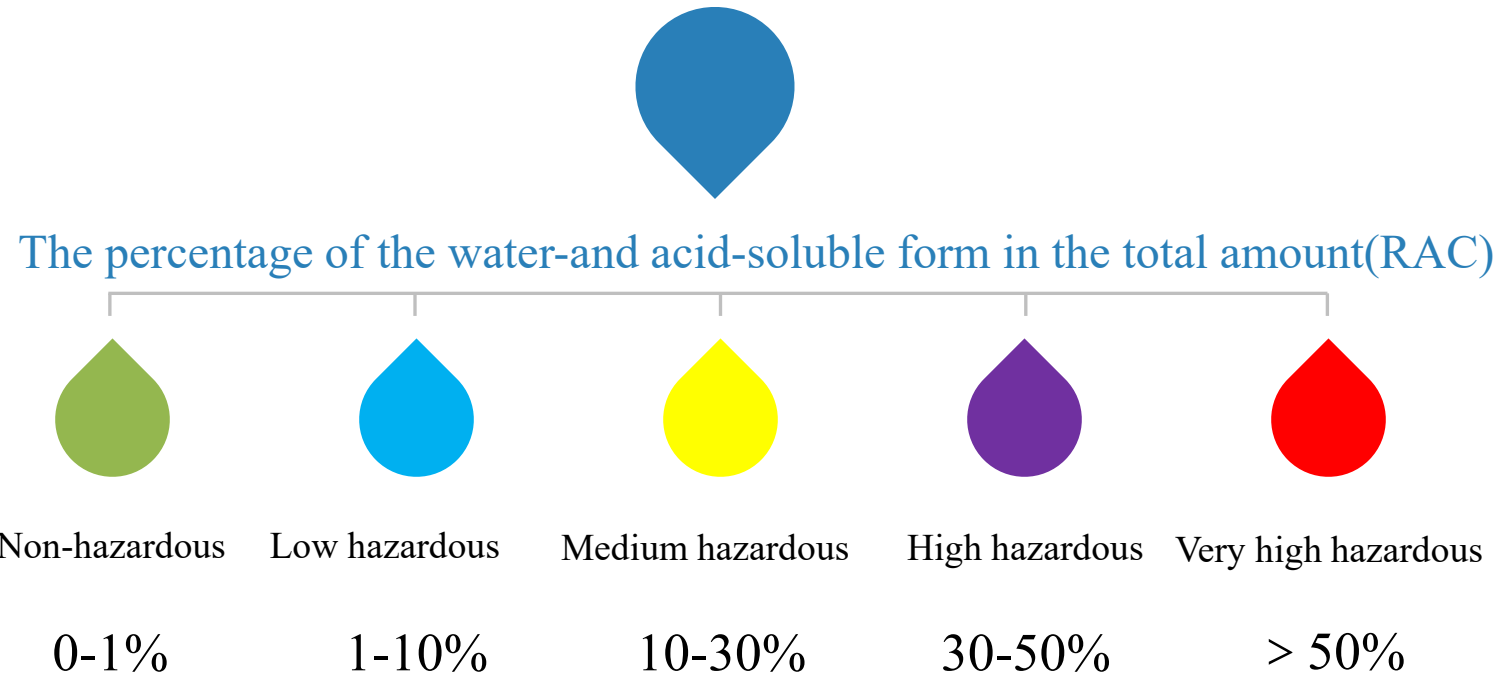 The percentage of the water-and acid-soluble form in the total amount(RAC)
Non-hazardous Low hazardous Medium hazardous High hazardous Very high hazardous
0-1% 1-10% 10-30% 30-50% > 50%